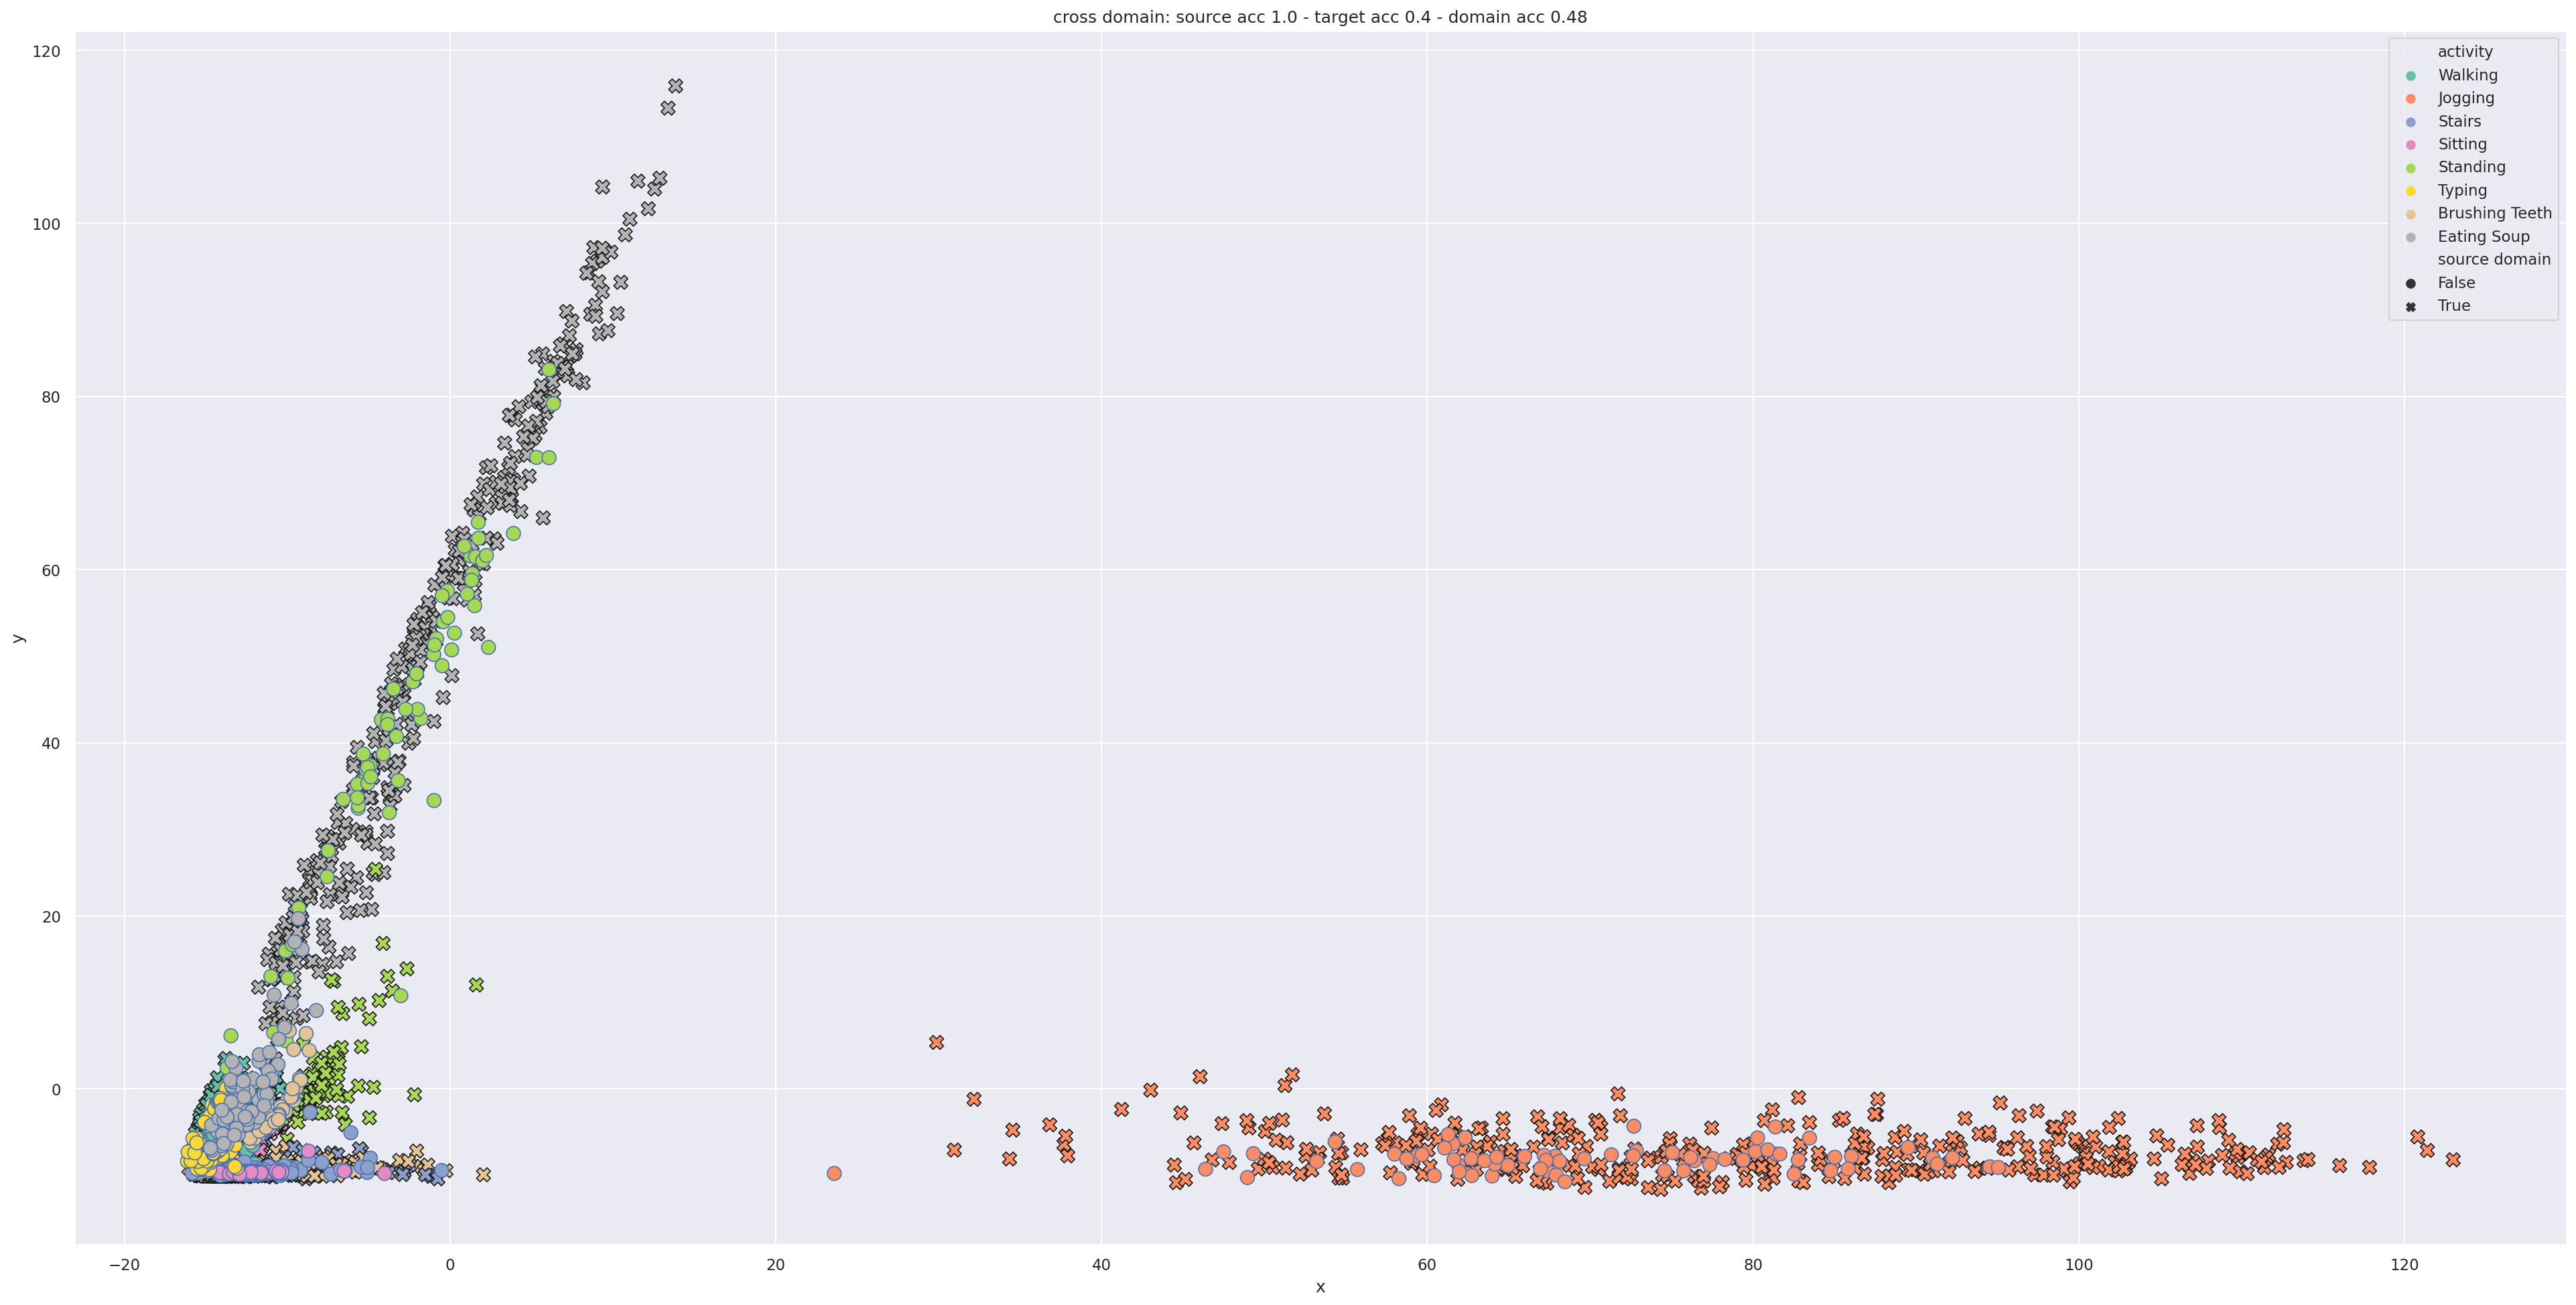 cross domain: source acc 1.0 - target acc 0.4 - domain acc 0.48
120
100
80
60
40
20
0
y
−20
0
20
40
60
80
100
120
x
activity
Walking
Jogging
Stairs
Sitting
Standing
Typing
Brushing Teeth
Eating Soup
source domain
False
True